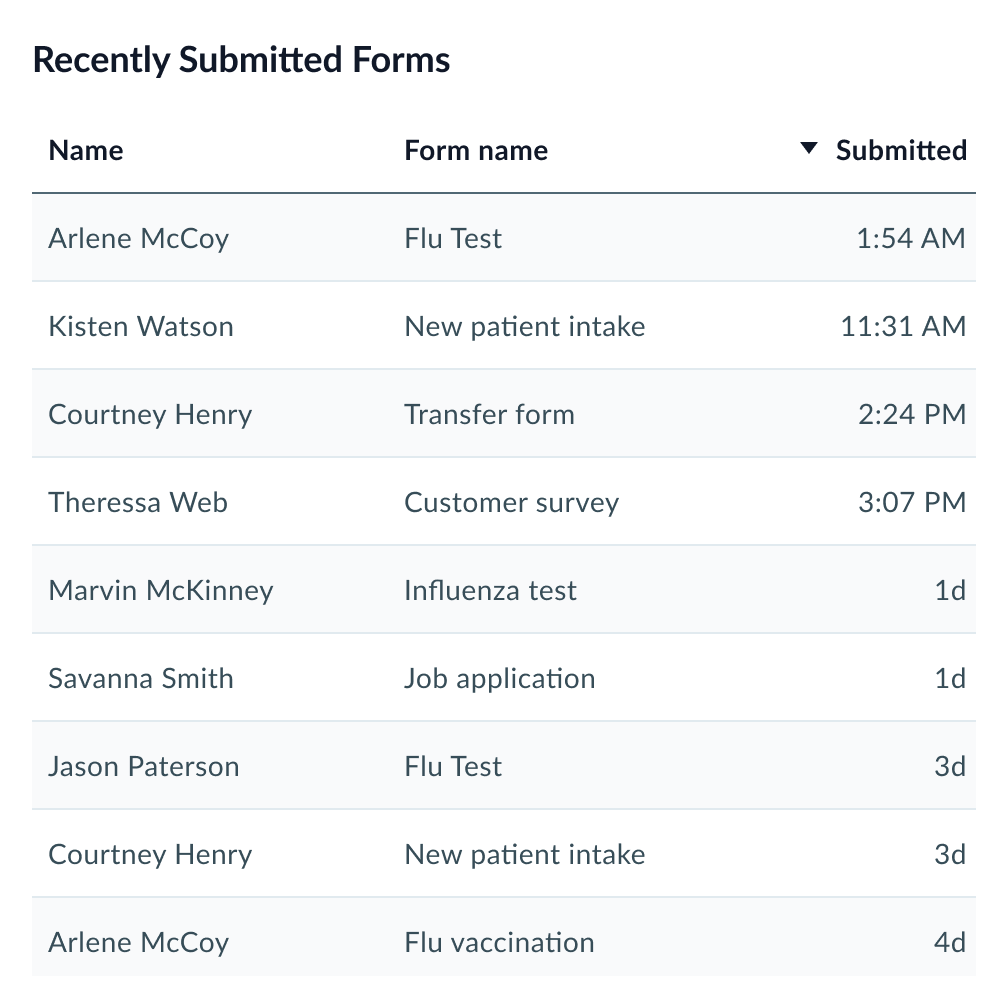 Recently Submitted Forms
Name Form name ▼ Submitted
Arlene McCoy Flu Test 1:54 AM
Kisten Watson New patient intake 11:31 AM
Courtney Henry Transfer form 2:24 PM
Theressa Web Customer survey 3:07 PM
Marvin McKinney Influenza test 1d
Savanna Smith Job application 1d
Jason Paterson Flu Test 3d
Courtney Henry New patient intake 3d
Arlene McCoy Flu vaccination 4d